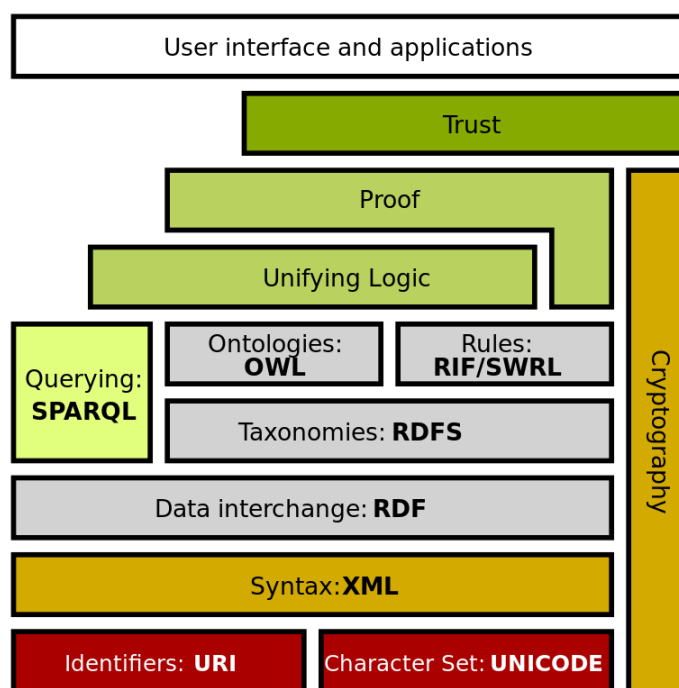 User interface and applications
Trust
Proof
Unifying Logic
Ontologies:
OWL
Rules:
RIF/SWRL
Querying:
SPARQL
Taxonomies: RDFS
Cryptography
Data interchange: RDF
Syntax:XML
Identifiers: URI
Character Set: UNICODE